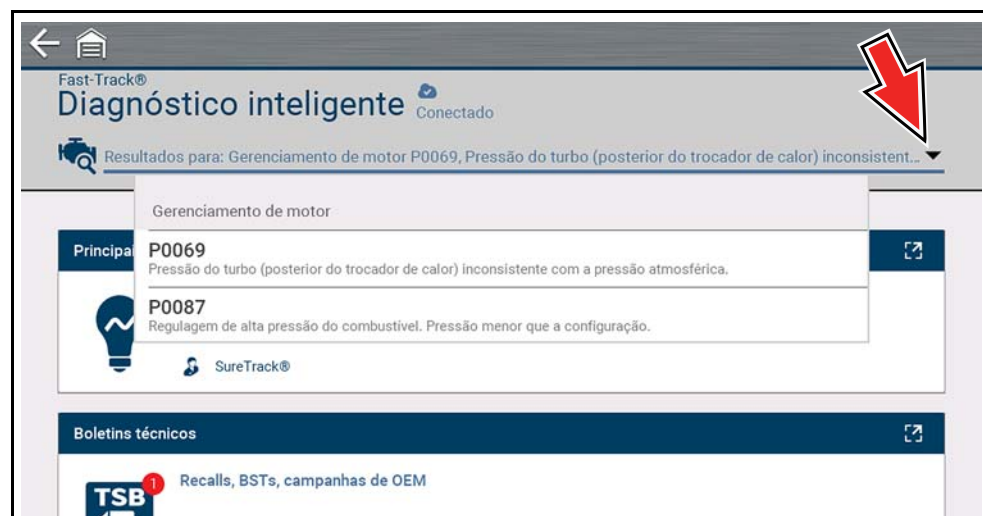 Fast-Track®
Diagnóstico inteligente
Conectado
Resultados para: Gerenciamento de motor P0069, Pressão do turbo (posterior do trocador de calor) inconsistent...
Gerenciamento de motor
Principai
P0069
Pressão do turbo (posterior do trocador de calor) inconsistente com a pressão atmosférica.
P0087
Regulagem de alta pressão do combustível. Pressão menor que a configuração.
SureTrack®
Boletins técnicos
TSB
1
Recalls, BSTs, campanhas de OEM